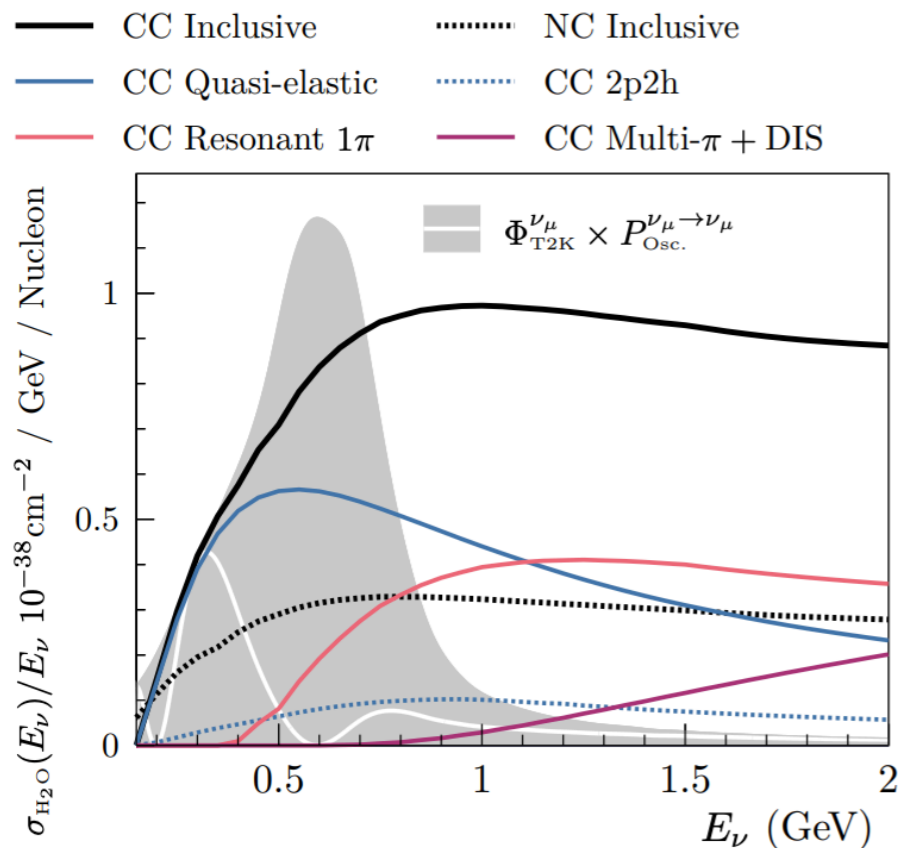 CC Inclusive
NC Inclusive
CC Quasi-elastic
CC 2p2h
CC Resonant 1π
CC Multi-π + DIS
Φ^{ν_μ}_{T2K} × P^{ν_μ→ν_μ}_{Osc.}
σ_{H₂O}(E_ν)/E_ν 10⁻³⁸cm⁻² / GeV / Nucleon
1
0.5
0
0.5 1 1.5 2
E_ν (GeV)